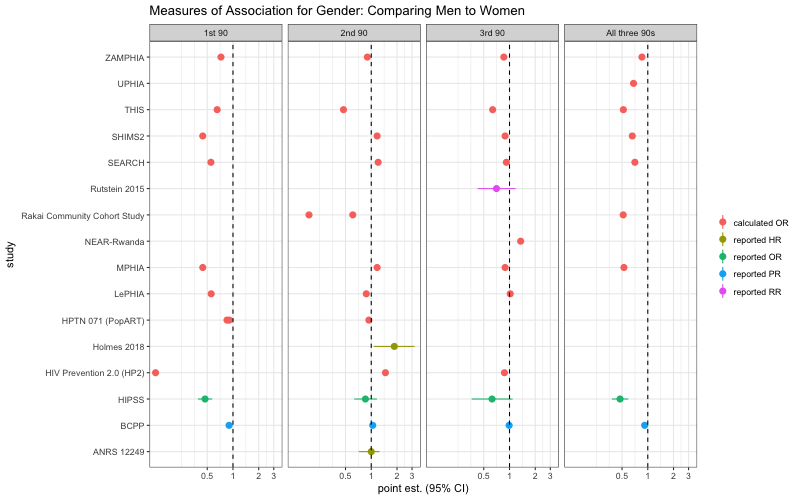 Measures of Association for Gender: Comparing Men to Women
1st 90
2nd 90
3rd 90
All three 90s
study
ZAMPHIA
UPHIA
THIS
SHIMS2
SEARCH
Rutstein 2015
Rakai Community Cohort Study
NEAR-Rwanda
MPHIA
LePHIA
HPTN 071 (PopART)
Holmes 2018
HIV Prevention 2.0 (HP2)
HIPSS
BCPP
ANRS 12249
0.5 1 2 3
0.5 1 2 3
0.5 1 2 3
0.5 1 2 3
point est. (95% CI)
calculated OR
reported HR
reported OR
reported PR
reported RR